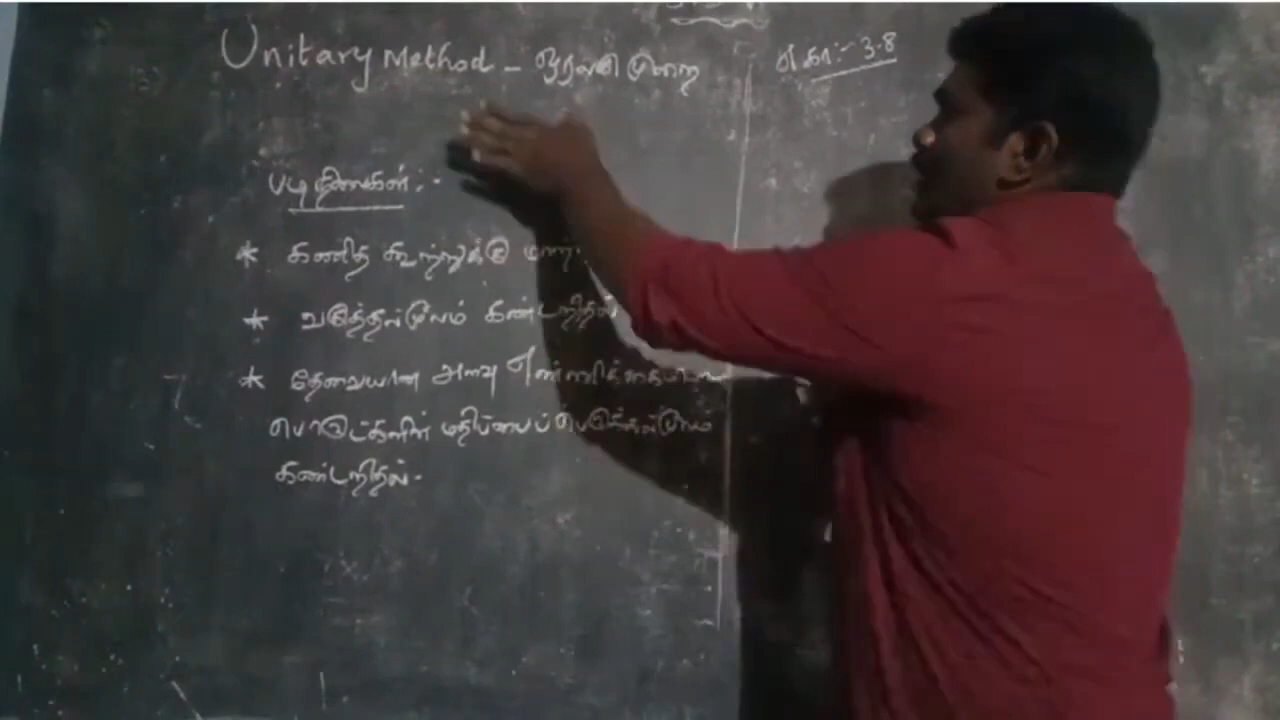 Unitary Method - ஓரலகு முறை
எ.கா:- 3.8
படிநிலைகள்:-
* கணித கூற்றுக்கு மாற்
* வகுத்தல் மூலம் கண்டறிதல்
* தேவையான அளவு எண்ணிக்கையிலான
பொருட்களின் மதிப்பைப் பெருக்கல் மூலம்
கண்டறிதல்.